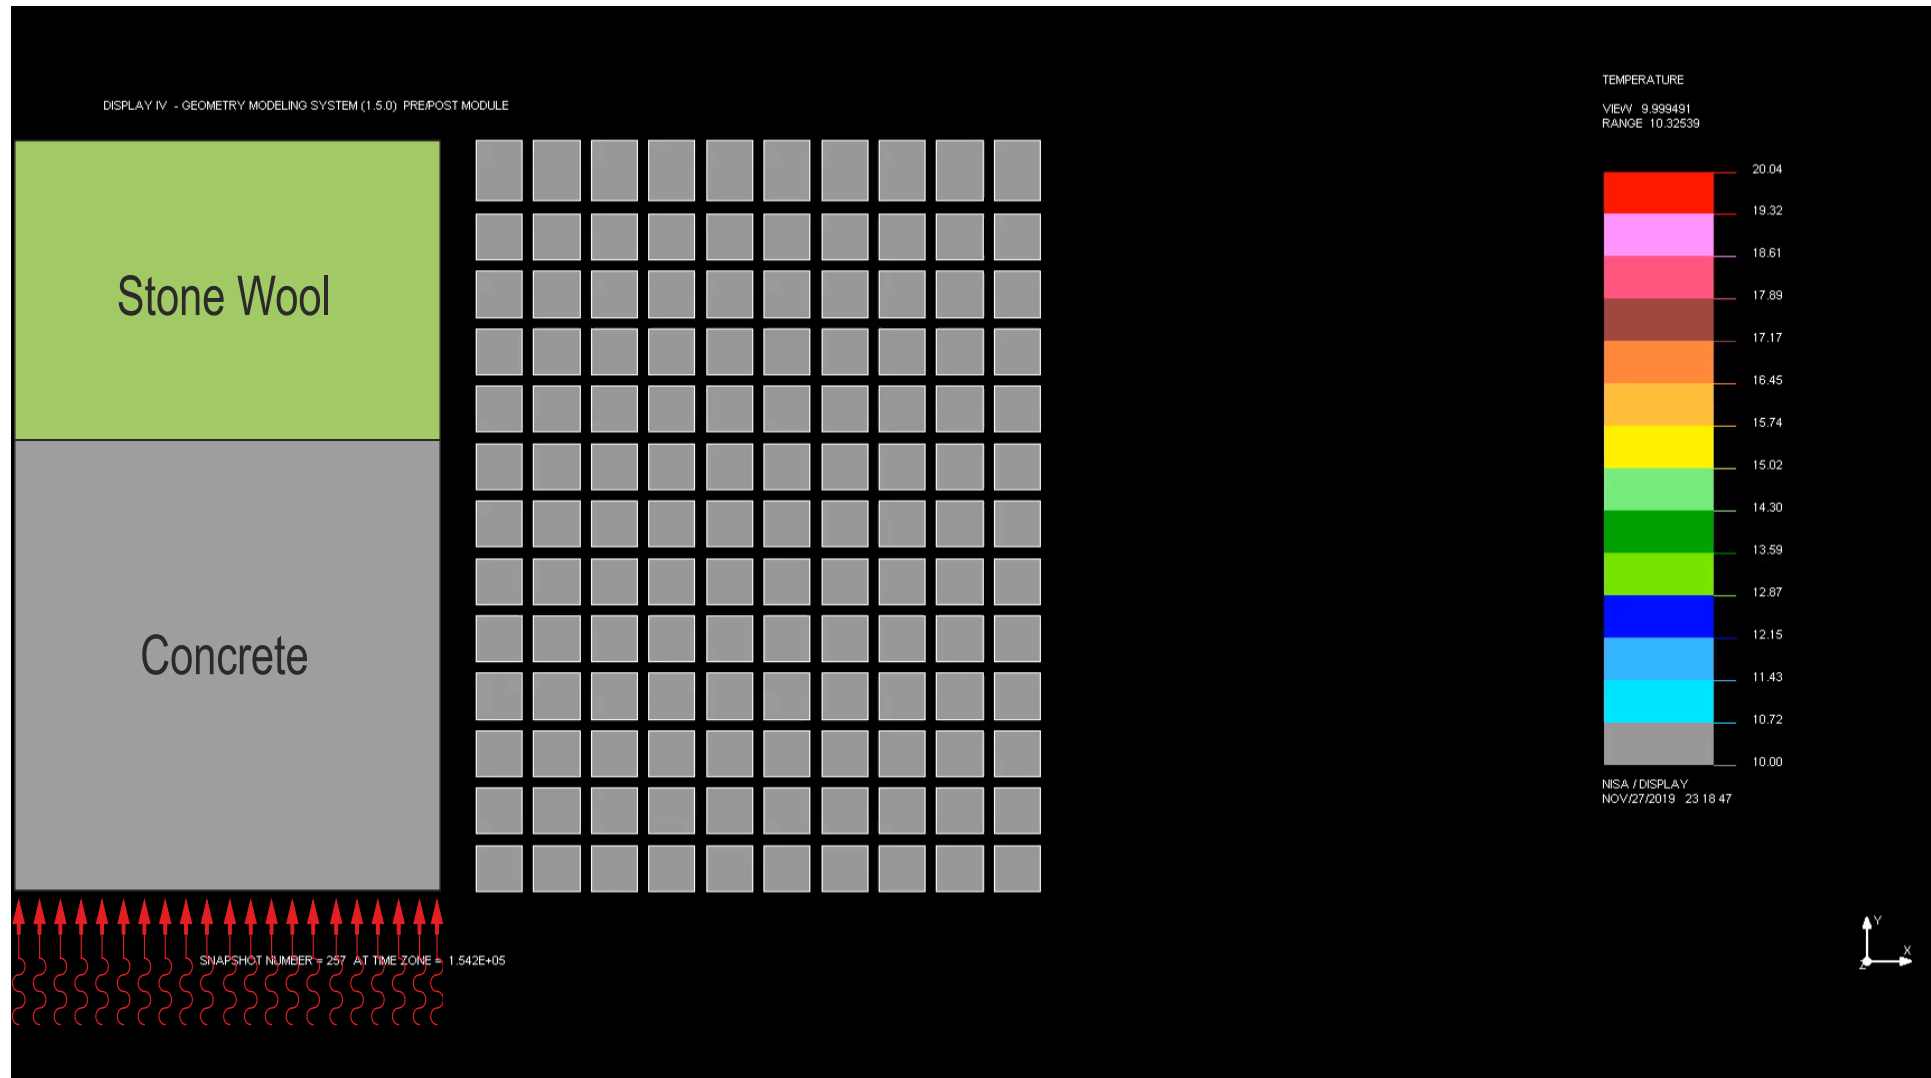 TEMPERATURE
DISPLAY IV - GEOMETRY MODELING SYSTEM (1.5.0) PRE/POST MODULE
VIEW 9.999491
RANGE 10.32539
20.04
19.32
18.61
17.89
17.17
16.45
15.74
15.02
14.30
13.59
12.87
12.15
11.43
10.72
10.00
Stone Wool
Concrete
NISA / DISPLAY
NOV/27/2019 23 18 47
SNAPSHOT NUMBER = 257 AT TIME ZONE = 1.542E+05
Y
X
Z